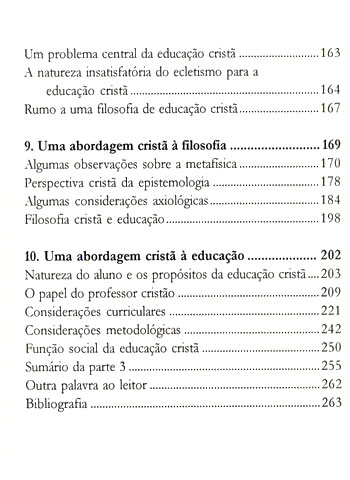 Um problema central da educação cristã ........................ 163
A natureza insatisfatória do ecletismo para a
educação cristã ........................................................ 164
Rumo a uma filosofia de educação cristã ........................ 167
9. Uma abordagem cristã à filosofia ........................ 169
Algumas observações sobre a metafísica ........................ 170
Perspectiva cristã da epistemologia ........................ 178
Algumas considerações axiológicas ........................ 184
Filosofia cristã e educação ........................ 198
10. Uma abordagem cristã à educação ................... 202
Natureza do aluno e os propósitos da educação cristã .... 203
O papel do professor cristão ........................ 209
Considerações curriculares ........................ 221
Considerações metodológicas ........................ 242
Função social da educação cristã ........................ 250
Sumário da parte 3 ........................ 255
Outra palavra ao leitor ........................ 262
Bibliografia ........................ 263